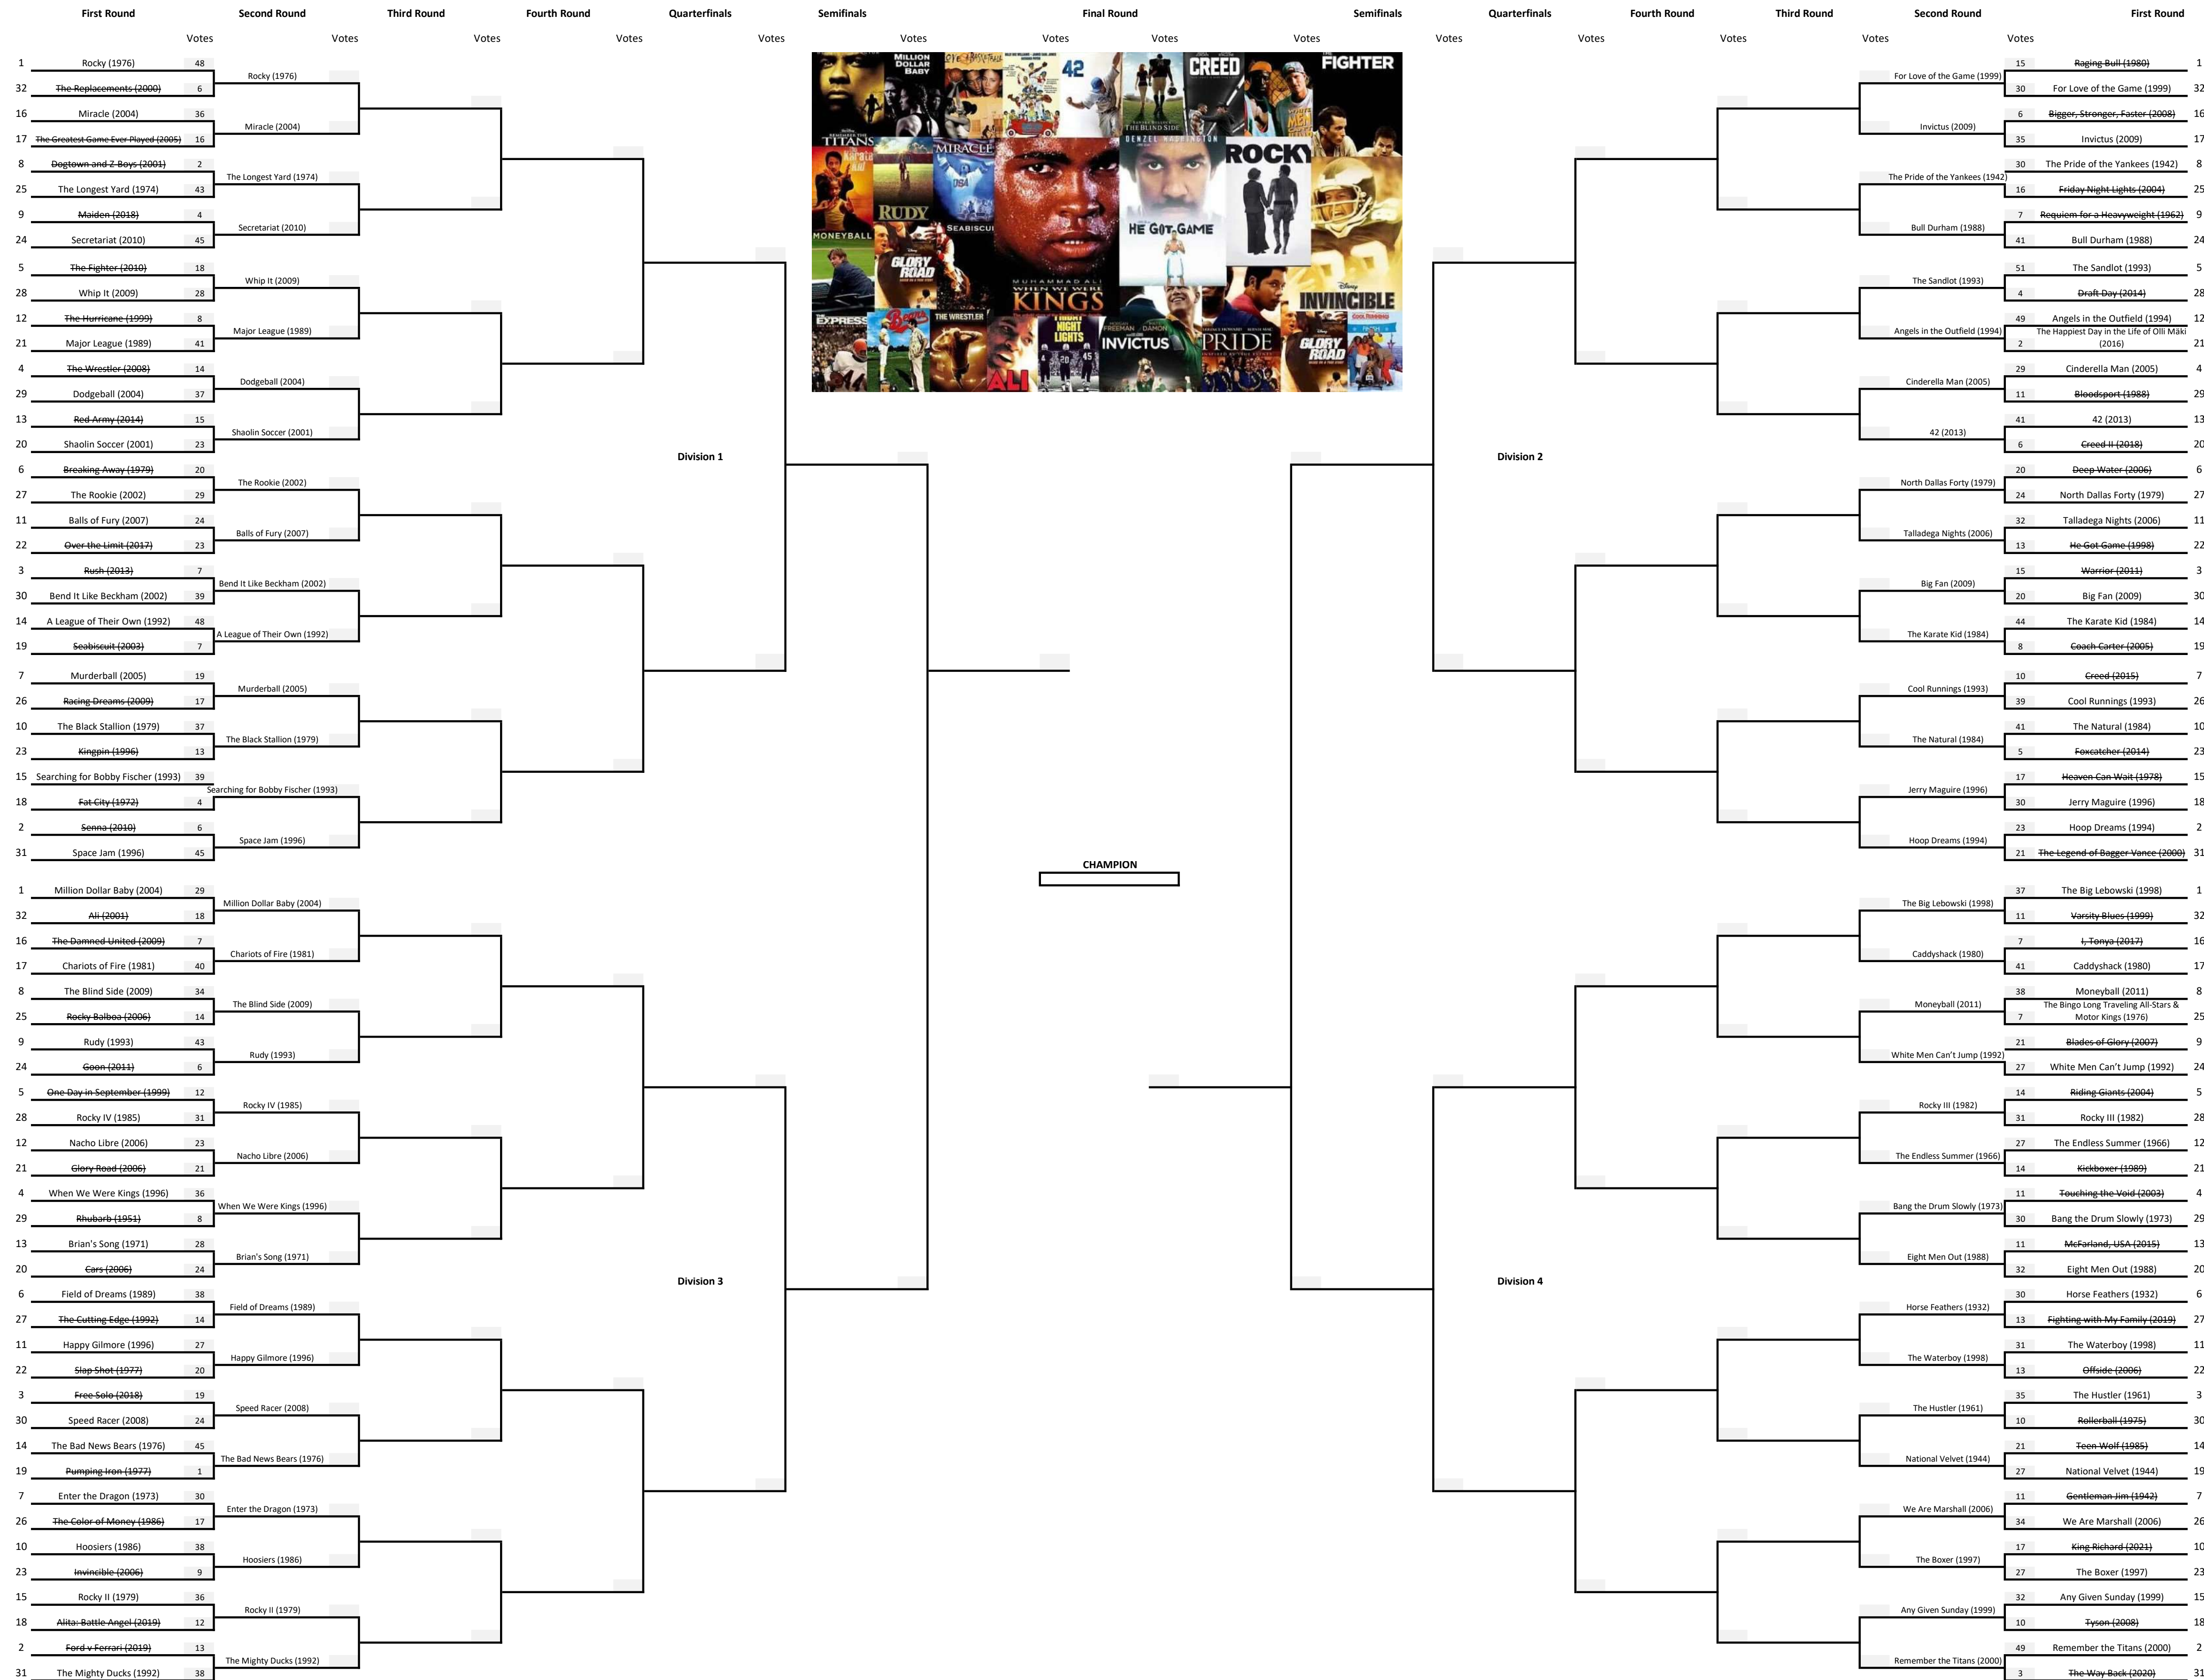 First Round Second Round Third Round Fourth Round Quarterfinals Semifinals Final Round Semifinals Quarterfinals Fourth Round Third Round Second Round First Round
Votes Votes Votes Votes Votes Votes Votes Votes Votes Votes Votes Votes Votes Votes
1 Rocky (1976) 48
Rocky (1976)
32 The Replacements (2000) 6
16 Miracle (2004) 36
Miracle (2004)
17 The Greatest Game Ever Played (2005) 16
8 Dogtown and Z-Boys (2001) 2
The Longest Yard (1974)
25 The Longest Yard (1974) 43
9 Maiden (2018) 4
Secretariat (2010)
24 Secretariat (2010) 45
5 The Fighter (2010) 18
Whip It (2009)
28 Whip It (2009) 28
12 The Hurricane (1999) 8
Major League (1989)
21 Major League (1989) 41
4 The Wrestler (2008) 14
Dodgeball (2004)
29 Dodgeball (2004) 37
13 Red Army (2014) 15
Shaolin Soccer (2001)
20 Shaolin Soccer (2001) 23
Division 1
6 Breaking Away (1979) 20
The Rookie (2002)
27 The Rookie (2002) 29
11 Balls of Fury (2007) 24
Balls of Fury (2007)
22 Over the Limit (2017) 23
3 Rush (2013) 7
Bend It Like Beckham (2002)
30 Bend It Like Beckham (2002) 39
14 A League of Their Own (1992) 48
A League of Their Own (1992)
19 Seabiscuit (2003) 7
7 Murderball (2005) 19
Murderball (2005)
26 Racing Dreams (2009) 17
10 The Black Stallion (1979) 37
The Black Stallion (1979)
23 Kingpin (1996) 13
15 Searching for Bobby Fischer (1993) 39
Searching for Bobby Fischer (1993)
18 Fat City (1972) 4
2 Senna (2010) 6
Space Jam (1996)
31 Space Jam (1996) 45
1 Million Dollar Baby (2004) 29
Million Dollar Baby (2004)
32 Ali (2001) 18
16 The Damned United (2009) 7
Chariots of Fire (1981)
17 Chariots of Fire (1981) 40
8 The Blind Side (2009) 34
The Blind Side (2009)
25 Rocky Balboa (2006) 14
9 Rudy (1993) 43
Rudy (1993)
24 Goon (2011) 6
5 One Day in September (1999) 12
Rocky IV (1985)
28 Rocky IV (1985) 31
12 Nacho Libre (2006) 23
Nacho Libre (2006)
21 Glory Road (2006) 21
4 When We Were Kings (1996) 36
When We Were Kings (1996)
29 Rhubarb (1951) 8
13 Brian's Song (1971) 28
Brian's Song (1971)
20 Cars (2006) 24
Division 3
6 Field of Dreams (1989) 38
Field of Dreams (1989)
27 The Cutting Edge (1992) 14
11 Happy Gilmore (1996) 27
Happy Gilmore (1996)
22 Slap Shot (1977) 20
3 Free Solo (2018) 19
Speed Racer (2008)
30 Speed Racer (2008) 24
14 The Bad News Bears (1976) 45
The Bad News Bears (1976)
19 Pumping Iron (1977) 1
7 Enter the Dragon (1973) 30
Enter the Dragon (1973)
26 The Color of Money (1986) 17
10 Hoosiers (1986) 38
Hoosiers (1986)
23 Invincible (2006) 9
15 Rocky II (1979) 36
Rocky II (1979)
18 Alita: Battle Angel (2019) 12
2 Ford v Ferrari (2019) 13
The Mighty Ducks (1992)
31 The Mighty Ducks (1992) 38
MILLION
DOLLAR
BABY
42
THE BLIND SIDE
CREED
FIGHTER
TITANS
Karate
Kid
RUDY
MIRACLE
DENZEL WASHINGTON
HE GOT GAME
ROCKY
MONEYBALL
SEABISCUI
GLORY
ROAD
MUHAMMAD ALI
WHEN WE WERE
KINGS
Disney
INVINCIBLE
EXPRESS
Bears
THE WRESTLER
ALI
FRIDAY
NIGHT
LIGHTS
4 20 45
FREEMAN DAMON
INVICTUS
PRIDE
GLORY
ROAD
COOL RUNNINGS
CHAMPION
15 Raging Bull (1980) 1
For Love of the Game (1999)
30 For Love of the Game (1999) 32
6 Bigger, Stronger, Faster (2008) 16
Invictus (2009)
35 Invictus (2009) 17
30 The Pride of the Yankees (1942) 8
The Pride of the Yankees (1942)
16 Friday Night Lights (2004) 25
7 Requiem for a Heavyweight (1962) 9
Bull Durham (1988)
41 Bull Durham (1988) 24
51 The Sandlot (1993) 5
The Sandlot (1993)
4 Draft Day (2014) 28
49 Angels in the Outfield (1994) 12
Angels in the Outfield (1994)
The Happiest Day in the Life of Olli Mäki
2 (2016) 21
29 Cinderella Man (2005) 4
Cinderella Man (2005)
11 Bloodsport (1988) 29
41 42 (2013) 13
42 (2013)
6 Creed II (2018) 20
Division 2
20 Deep Water (2006) 6
North Dallas Forty (1979)
24 North Dallas Forty (1979) 27
32 Talladega Nights (2006) 11
Talladega Nights (2006)
13 He Got Game (1998) 22
15 Warrior (2011) 3
Big Fan (2009)
20 Big Fan (2009) 30
44 The Karate Kid (1984) 14
The Karate Kid (1984)
8 Coach Carter (2005) 19
10 Creed (2015) 7
Cool Runnings (1993)
39 Cool Runnings (1993) 26
41 The Natural (1984) 10
The Natural (1984)
5 Foxcatcher (2014) 23
17 Heaven Can Wait (1978) 15
Jerry Maguire (1996)
30 Jerry Maguire (1996) 18
23 Hoop Dreams (1994) 2
Hoop Dreams (1994)
21 The Legend of Bagger Vance (2000) 31
37 The Big Lebowski (1998) 1
The Big Lebowski (1998)
11 Varsity Blues (1999) 32
7 I, Tonya (2017) 16
Caddyshack (1980)
41 Caddyshack (1980) 17
38 Moneyball (2011) 8
Moneyball (2011)
The Bingo Long Traveling All-Stars &
7 Motor Kings (1976) 25
21 Blades of Glory (2007) 9
White Men Can't Jump (1992)
27 White Men Can't Jump (1992) 24
14 Riding Giants (2004) 5
Rocky III (1982)
31 Rocky III (1982) 28
27 The Endless Summer (1966) 12
The Endless Summer (1966)
14 Kickboxer (1989) 21
11 Touching the Void (2003) 4
Bang the Drum Slowly (1973)
30 Bang the Drum Slowly (1973) 29
11 McFarland, USA (2015) 13
Eight Men Out (1988)
32 Eight Men Out (1988) 20
Division 4
30 Horse Feathers (1932) 6
Horse Feathers (1932)
13 Fighting with My Family (2019) 27
31 The Waterboy (1998) 11
The Waterboy (1998)
13 Offside (2006) 22
35 The Hustler (1961) 3
The Hustler (1961)
10 Rollerball (1975) 30
21 Teen Wolf (1985) 14
National Velvet (1944)
27 National Velvet (1944) 19
11 Gentleman Jim (1942) 7
We Are Marshall (2006)
34 We Are Marshall (2006) 26
17 King Richard (2021) 10
The Boxer (1997)
27 The Boxer (1997) 23
32 Any Given Sunday (1999) 15
Any Given Sunday (1999)
10 Tyson (2008) 18
49 Remember the Titans (2000) 2
Remember the Titans (2000)
3 The Way Back (2020) 31